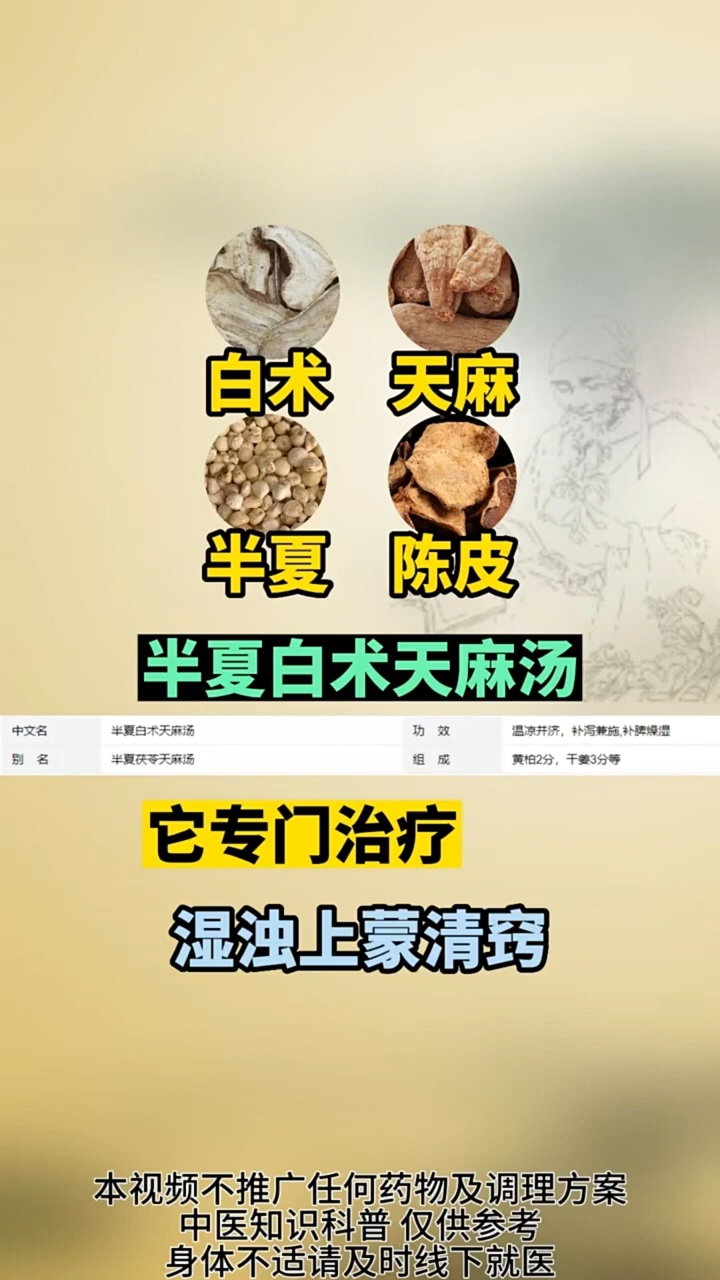 白术 天麻
半夏 陈皮
半夏白术天麻汤
中文名 半夏白术天麻汤 功 效 温凉并济，补泻兼施,补脾燥湿
别 名 半夏茯苓天麻汤 组 成 黄柏2分，干姜3分等
它专门治疗
湿浊上蒙清窍
本视频不推广任何药物及调理方案
中医知识科普 仅供参考
身体不适请及时线下就医